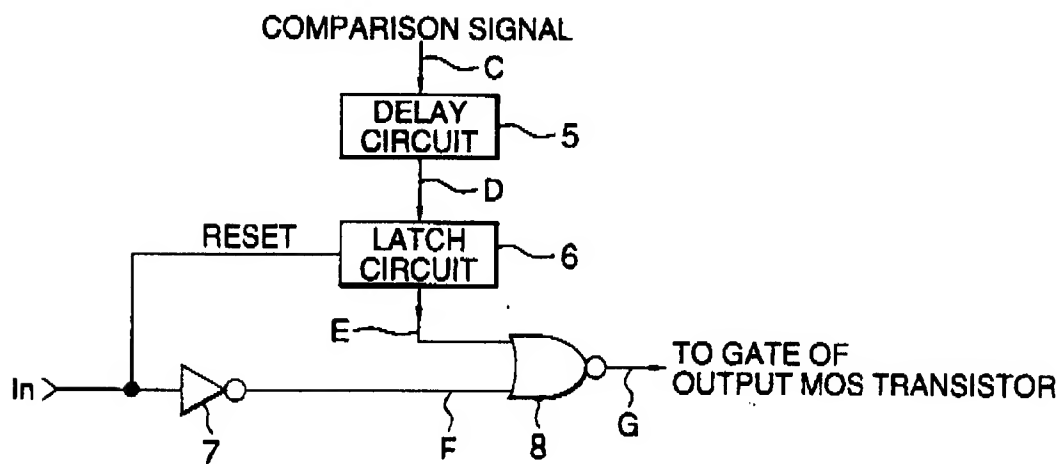 COMPARISON SIGNAL
C
DELAY
CIRCUIT
5
D
RESET
LATCH
CIRCUIT
6
E
In
7
F
8
G
TO GATE OF
OUTPUT MOS TRANSISTOR